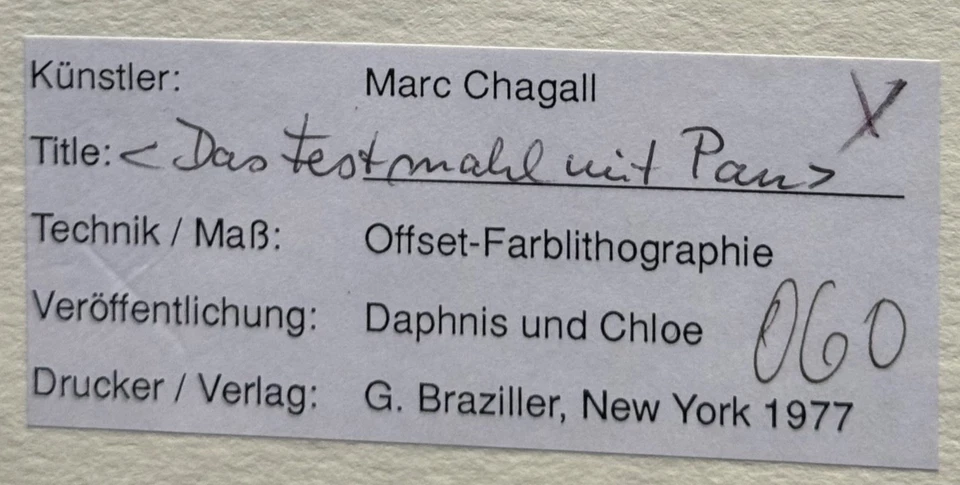 Künstler: Marc Chagall X
Title: <Das Festmahl mit Pan>
Technik / Maß: Offset-Farblithographie
Veröffentlichung: Daphnis und Chloe 060
Drucker / Verlag: G. Braziller, New York 1977